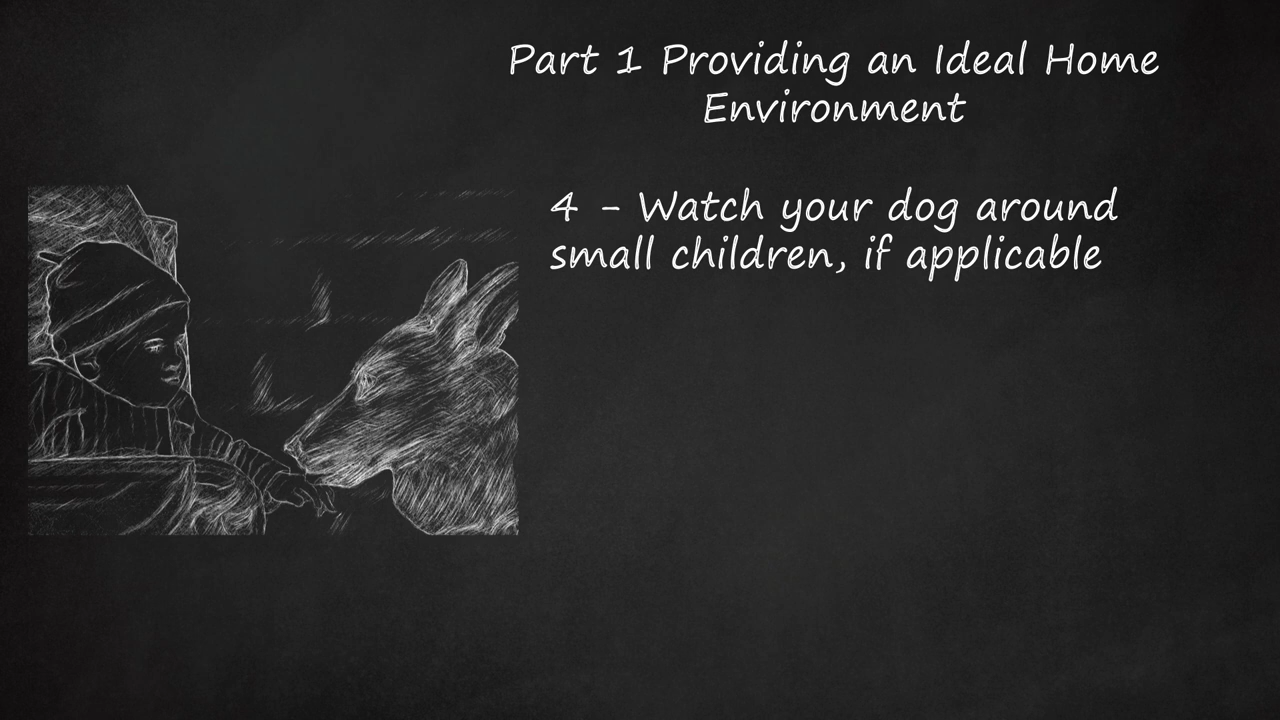 Part 1 Providing an Ideal Home
Environment
4 - Watch your dog around
small children, if applicable